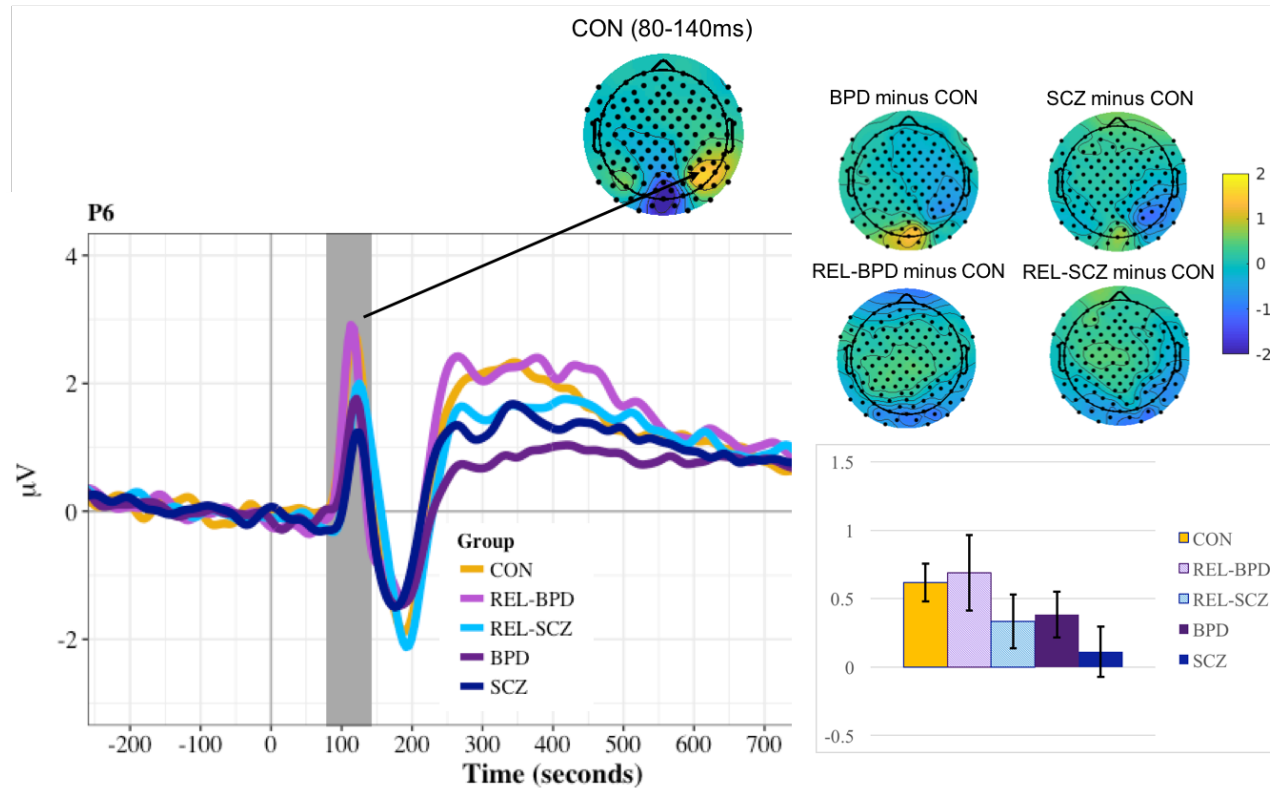 CON (80-140ms)
BPD minus CON
SCZ minus CON
REL-BPD minus CON
REL-SCZ minus CON
2
1
0
-1
-2
P6
4
2
0
-2
µV
-200
-100
0
100
200
300
400
500
600
700
Time (seconds)
Group
CON
REL-BPD
REL-SCZ
BPD
SCZ
1.5
1
0.5
0
-0.5
CON
REL-BPD
REL-SCZ
BPD
SCZ